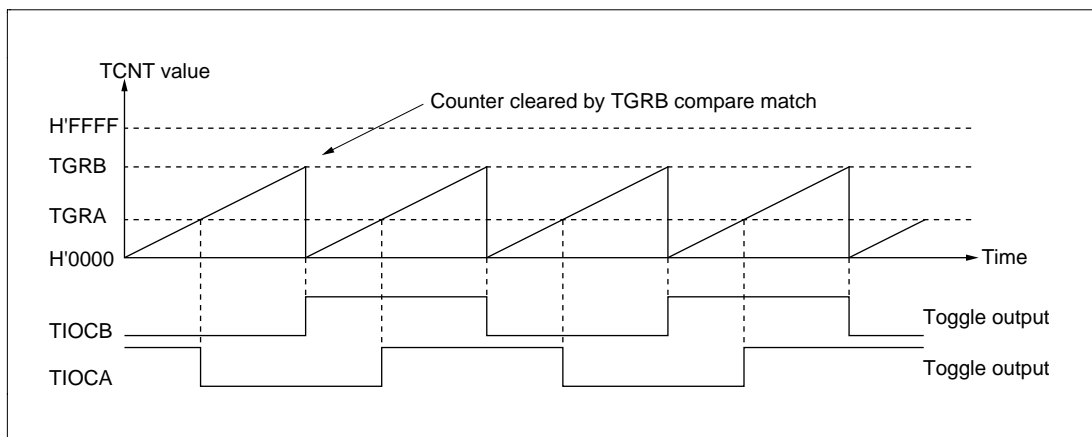 TCNT value
Counter cleared by TGRB compare match
H'FFFF
TGRB
TGRA
H'0000
Time
TIOCB
Toggle output
TIOCA
Toggle output